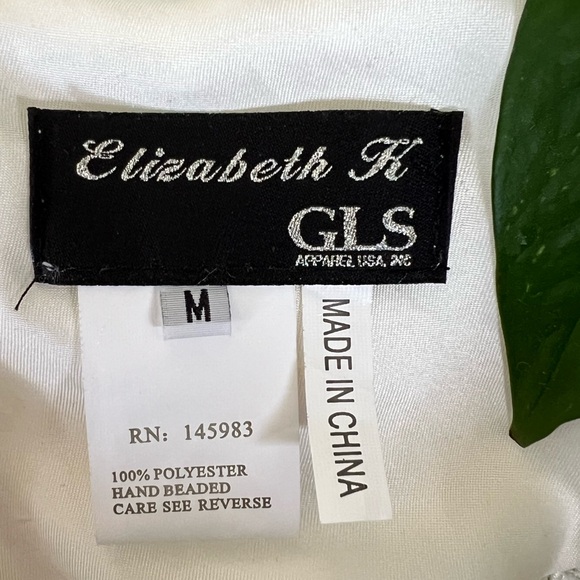 Elizabeth K
GLS
APPAREL USA, INC
M
RN: 145983
100% POLYESTER
HAND BEADED
CARE SEE REVERSE
MADE IN CHINA